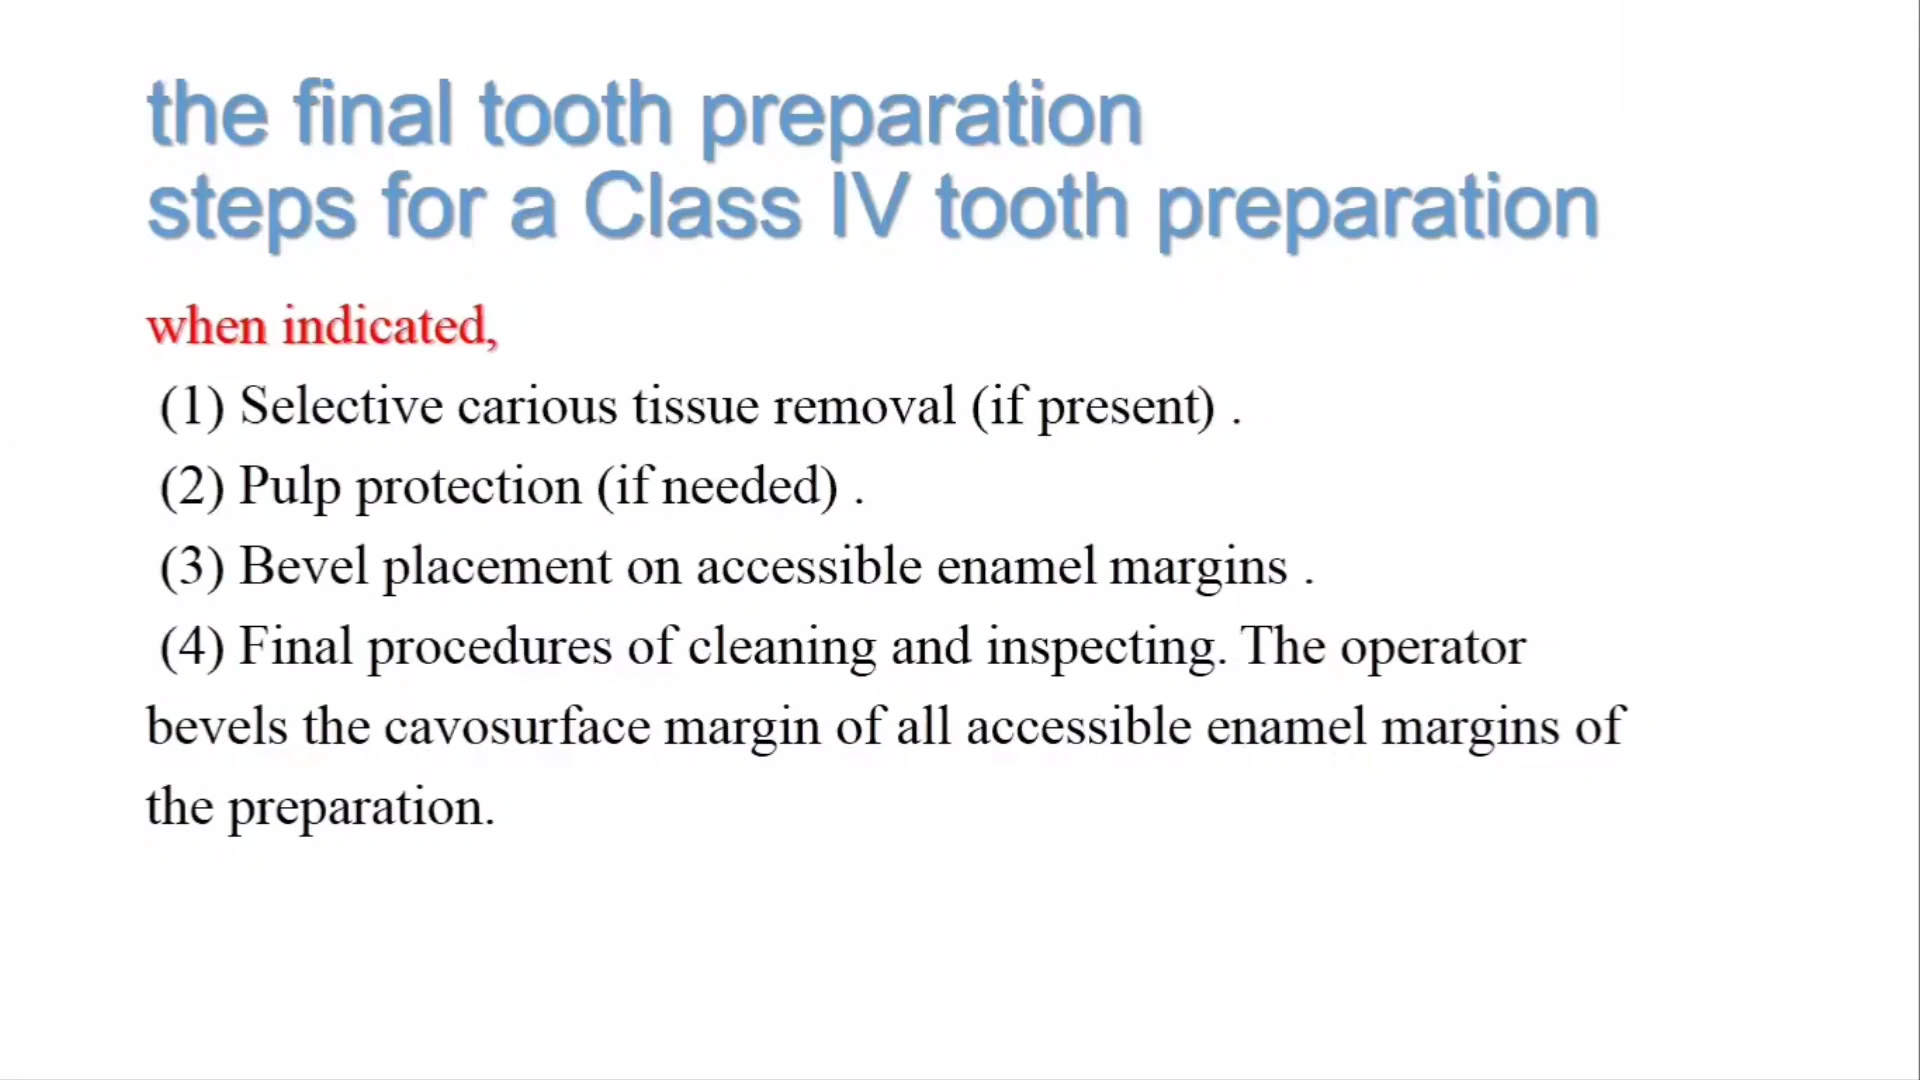 the final tooth preparation
steps for a Class IV tooth preparation
when indicated,
(1) Selective carious tissue removal (if present) .
(2) Pulp protection (if needed) .
(3) Bevel placement on accessible enamel margins .
(4) Final procedures of cleaning and inspecting. The operator
bevels the cavosurface margin of all accessible enamel margins of
the preparation.